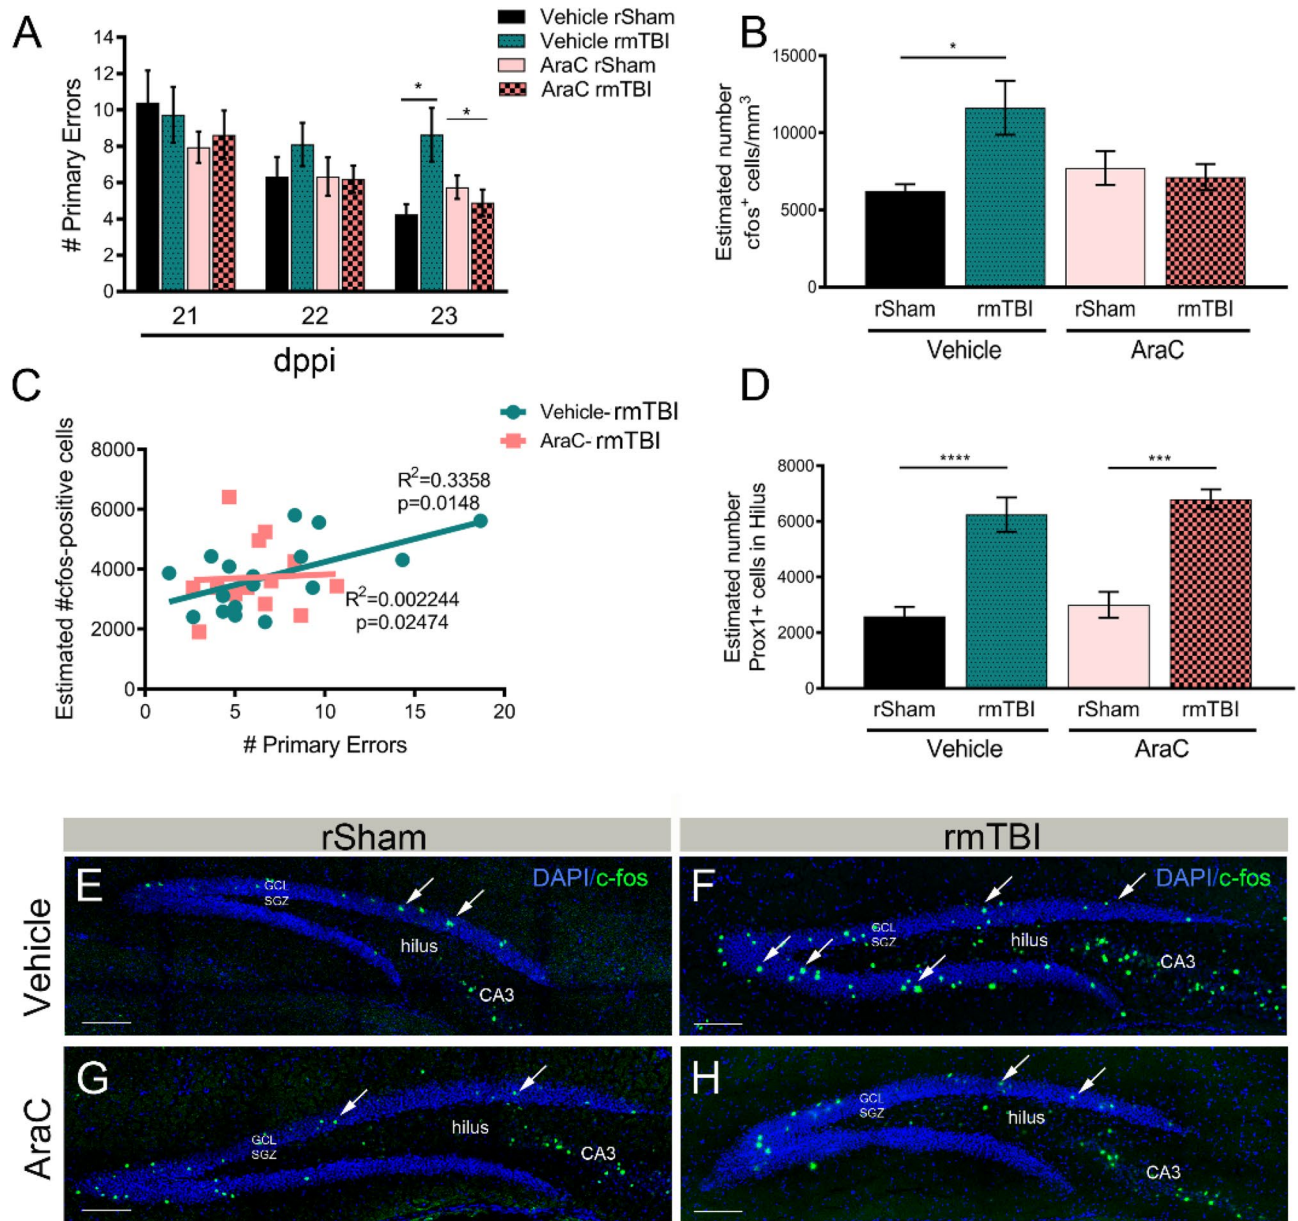 A
Vehicle rSham
Vehicle rmTBI
AraC rSham
AraC rmTBI
# Primary Errors
14
12
10
8
6
4
2
0
*
*
21 22 23
dppi
B
Estimated number
cfos+ cells/mm3
15000
10000
5000
0
*
rSham rmTBI rSham rmTBI
Vehicle AraC
C
Vehicle-rmTBI
AraC-rmTBI
Estimated #cfos-positive cells
8000
6000
4000
2000
0
R2=0.3358
p=0.0148
R2=0.002244
p=0.02474
0 5 10 15 20
# Primary Errors
D
Estimated number
Prox1+ cells in Hilus
8000
6000
4000
2000
0
****
***
rSham rmTBI rSham rmTBI
Vehicle AraC
rSham rmTBI
Vehicle
E
DAPI/c-fos
GCL
SGZ
hilus
CA3
F
DAPI/c-fos
GCL
SGZ
hilus
CA3
AraC
G
GCL
SGZ
hilus
CA3
H
GCL
SGZ
hilus
CA3